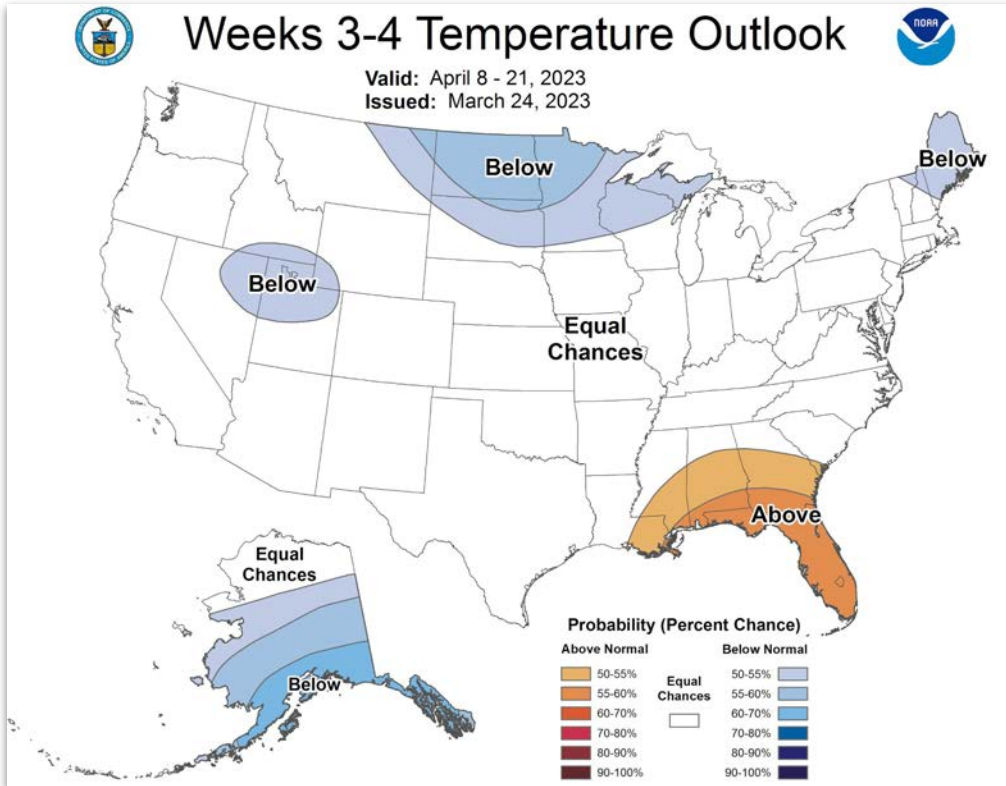 Weeks 3-4 Temperature Outlook
NOAA
Valid: April 8 - 21, 2023
Issued: March 24, 2023
Below
Below
Below
Equal
Chances
Above
Equal
Chances
Below
Probability (Percent Chance)
Above Normal
Below Normal
50-55%
55-60%
60-70%
70-80%
80-90%
90-100%
Equal
Chances
50-55%
55-60%
60-70%
70-80%
80-90%
90-100%